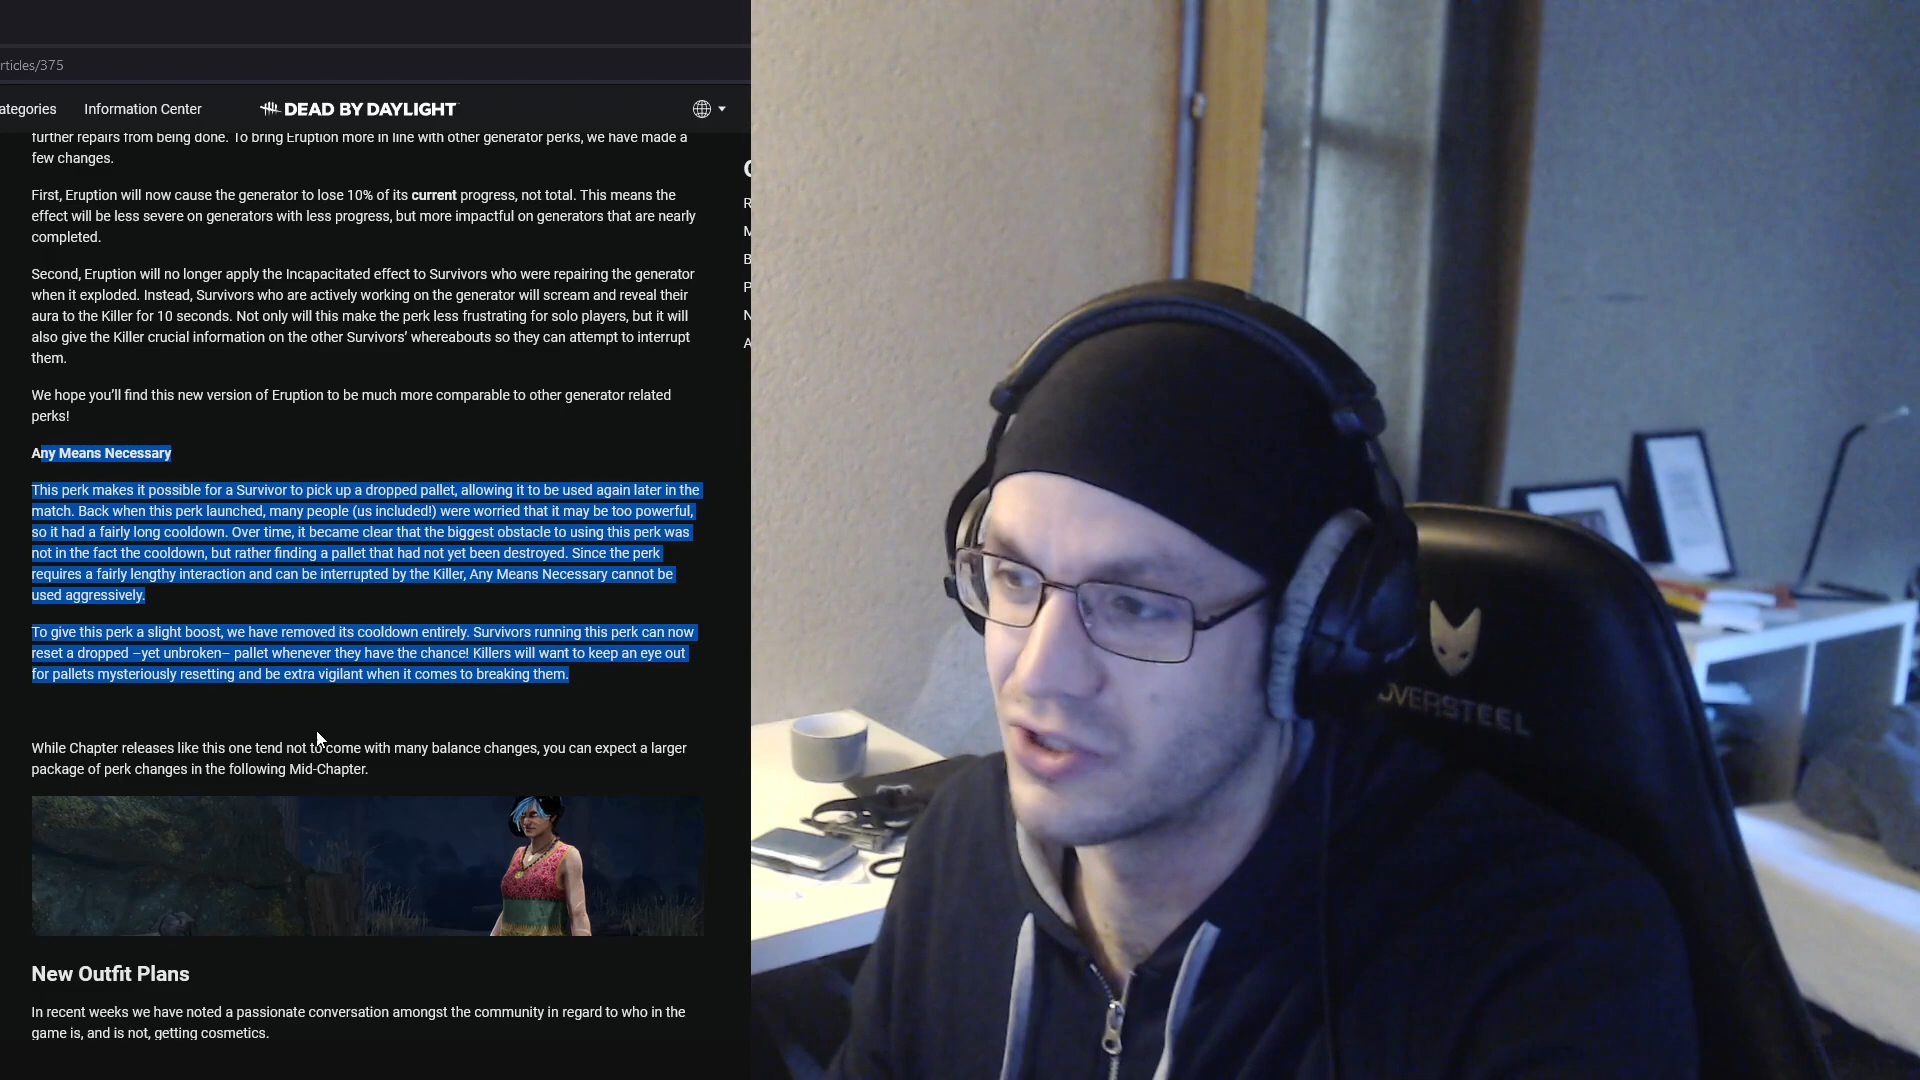 rticles/375
ategories
Information Center
DEAD BY DAYLIGHT
further repairs from being done. To bring Eruption more in line with other generator perks, we have made a
few changes.
First, Eruption will now cause the generator to lose 10% of its current progress, not total. This means the
effect will be less severe on generators with less progress, but more impactful on generators that are nearly
completed.
Second, Eruption will no longer apply the Incapacitated effect to Survivors who were repairing the generator
when it exploded. Instead, Survivors who are actively working on the generator will scream and reveal their
aura to the Killer for 10 seconds. Not only will this make the perk less frustrating for solo players, but it will
also give the Killer crucial information on the other Survivors' whereabouts so they can attempt to interrupt
them.
We hope you'll find this new version of Eruption to be much more comparable to other generator related
perks!
Any Means Necessary
This perk makes it possible for a Survivor to pick up a dropped pallet, allowing it to be used again later in the
match. Back when this perk launched, many people (us included!) were worried that it may be too powerful,
so it had a fairly long cooldown. Over time, it became clear that the biggest obstacle to using this perk was
not in the fact the cooldown, but rather finding a pallet that had not yet been destroyed. Since the perk
requires a fairly lengthy interaction and can be interrupted by the Killer, Any Means Necessary cannot be
used aggressively.
To give this perk a slight boost, we have removed its cooldown entirely. Survivors running this perk can now
reset a dropped –yet unbroken– pallet whenever they have the chance! Killers will want to keep an eye out
for pallets mysteriously resetting and be extra vigilant when it comes to breaking them.
While Chapter releases like this one tend not to come with many balance changes, you can expect a larger
package of perk changes in the following Mid-Chapter.
New Outfit Plans
In recent weeks we have noted a passionate conversation amongst the community in regard to who in the
game is, and is not, getting cosmetics.
R
M
B
P
N
A
OVERSTEEL